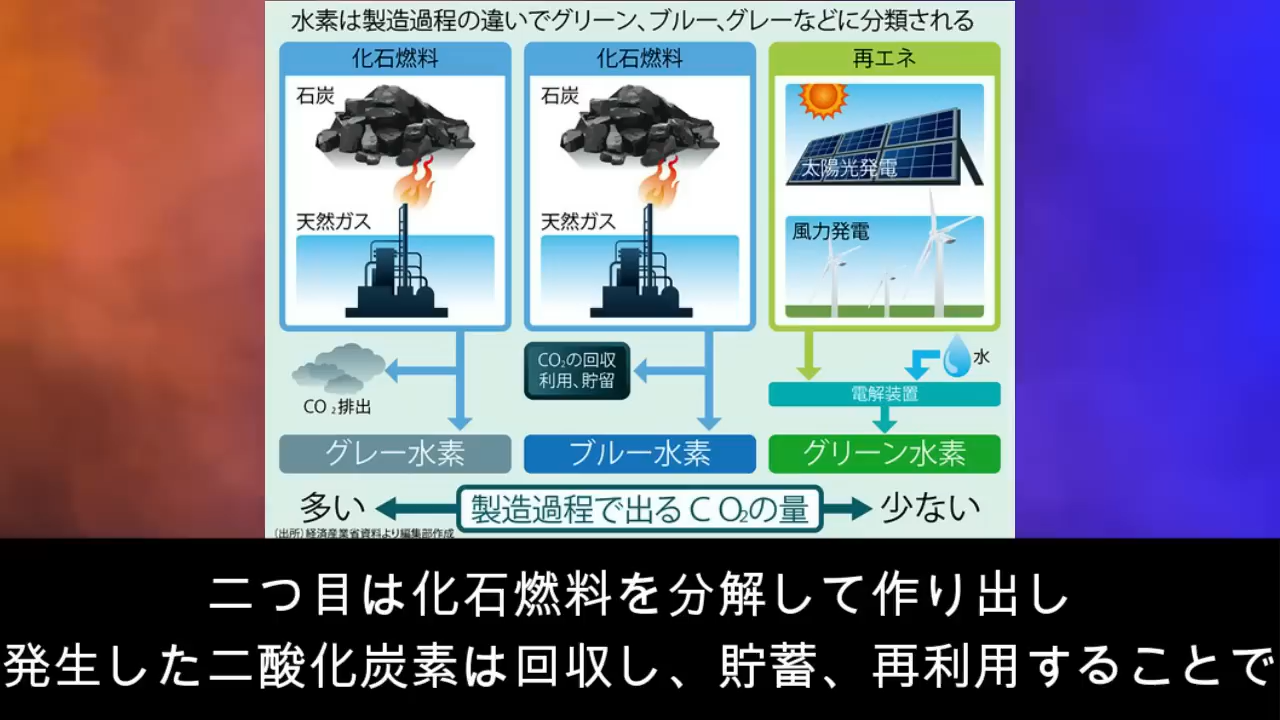 水素は製造過程の違いでグリーン、ブルー、グレーなどに分類される
化石燃料
石炭
天然ガス
CO₂排出
グレー水素
化石燃料
石炭
天然ガス
CO₂の回収
利用、貯留
ブルー水素
再エネ
太陽光発電
風力発電
水
電解装置
グリーン水素
多い
製造過程で出るCO₂の量
少ない
(出所)経済産業省資料より編集部作成
二つ目は化石燃料を分解して作り出し
発生した二酸化炭素は回収し、貯蓄、再利用することで